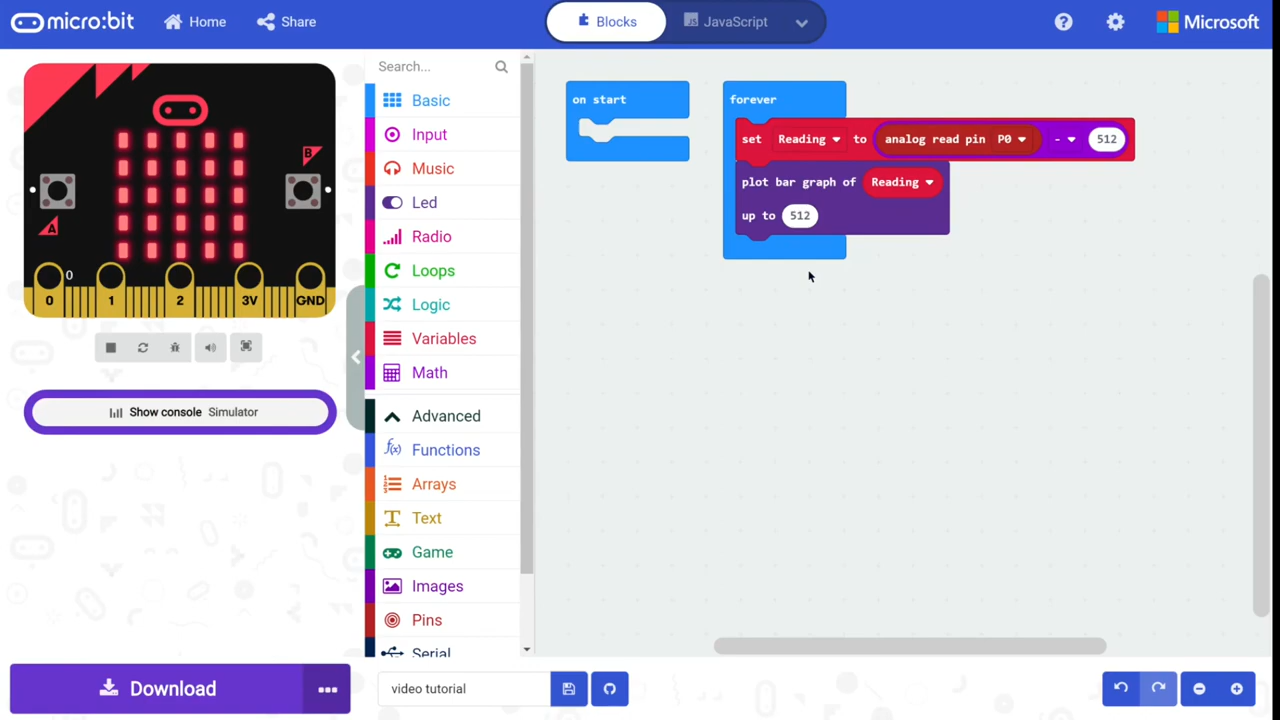 micro:bit Home Share Blocks JavaScript Microsoft
Search...
Basic
Input
Music
Led
Radio
Loops
Logic
Variables
Math
Advanced
Functions
Arrays
Text
Game
Images
Pins
Serial
A
B
0
0 1 2 3V GND
Show console Simulator
on start
forever
set Reading to analog read pin P0 - 512
plot bar graph of Reading
up to 512
Download
video tutorial